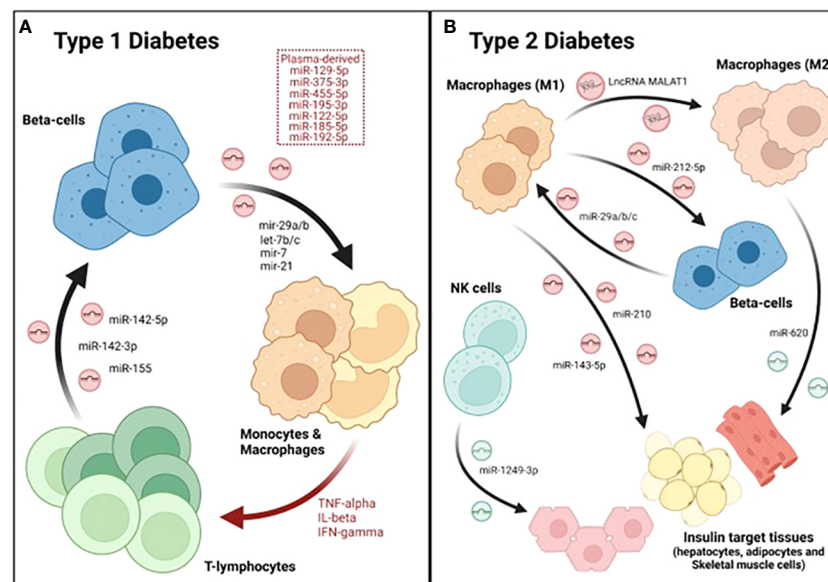 A
Type 1 Diabetes
Plasma-derived
miR-129-5p
miR-375-3p
miR-455-5p
miR-195-3p
miR-122-5p
miR-185-5p
miR-192-5p
Beta-cells
mir-29a/b
let-7b/c
mir-7
mir-21
miR-142-5p
miR-142-3p
miR-155
Monocytes &
Macrophages
TNF-alpha
IL-beta
IFN-gamma
T-lymphocytes
B
Type 2 Diabetes
Macrophages (M1)
LncRNA MALAT1
Macrophages (M2
miR-212-5p
miR-29a/b/c
NK cells
Beta-cells
miR-210
miR-620
miR-143-5p
miR-1249-3p
Insulin target tissues
(hepatocytes, adipocytes and
Skeletal muscle cells)